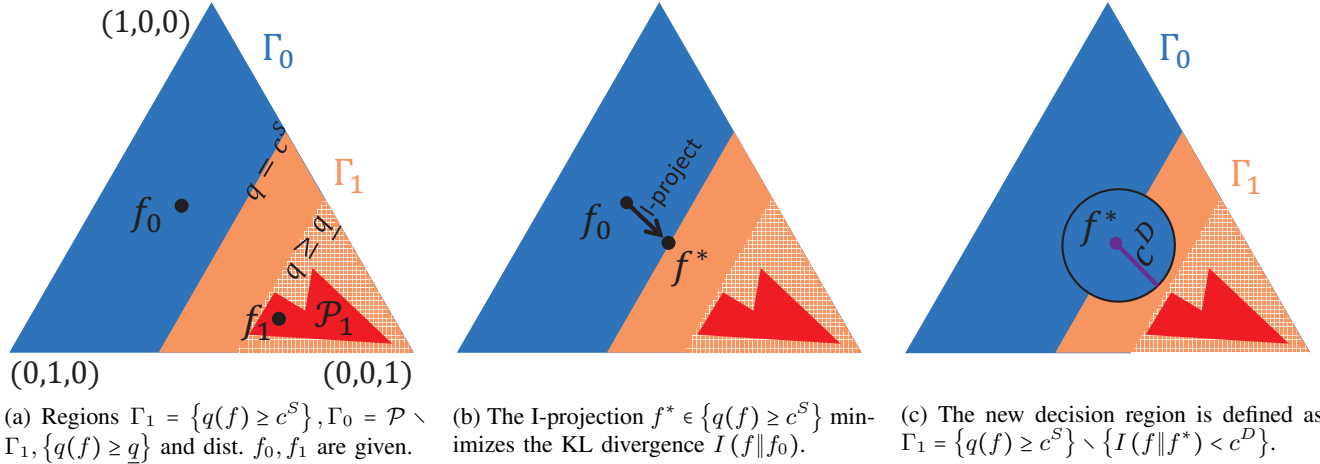 (1,0,0)
Γ₀
q = c^S
Γ₁
f₀
q ≥ q̲
f₁
𝒫₁
(0,1,0)
(0,0,1)
(a) Regions Γ₁ = {q(f) ≥ c^S}, Γ₀ = 𝒫 ∖
Γ₁, {q(f) ≥ q̲} and dist. f₀, f₁ are given.
I-project
f₀
f*
(b) The I-projection f* ∈ {q(f) ≥ c^S} min-
imizes the KL divergence I(f‖f₀).
Γ₀
Γ₁
f*
c^D
(c) The new decision region is defined as
Γ₁ = {q(f) ≥ c^S} ∖ {I(f‖f*) < c^D}.